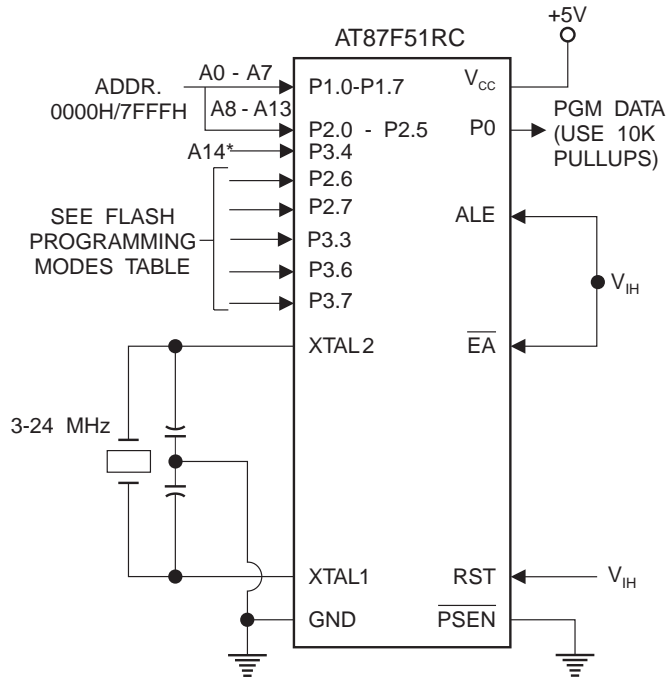 +5V
AT87F51RC
ADDR.
0000H/7FFFH
A0 - A7
A8 - A13
A14*
SEE FLASH
PROGRAMMING
MODES TABLE
P1.0-P1.7
P2.0 - P2.5
P3.4
P2.6
P2.7
P3.3
P3.6
P3.7
XTAL2
3-24 MHz
XTAL1
GND
VCC
P0
PGM DATA
(USE 10K
PULLUPS)
ALE
VIH
EA
RST
VIH
PSEN